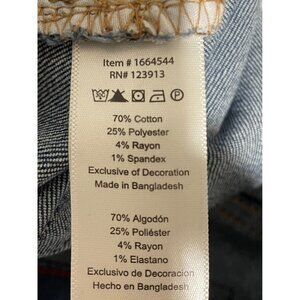 Item # 1664544
RN# 123913
70% Cotton
25% Polyester
4% Rayon
1% Spandex
Exclusive of Decoration
Made in Bangladesh
70% Algodón
25% Poliéster
4% Rayon
1% Elastano
Exclusivo de Decoracion
Hecho en Bangladesh